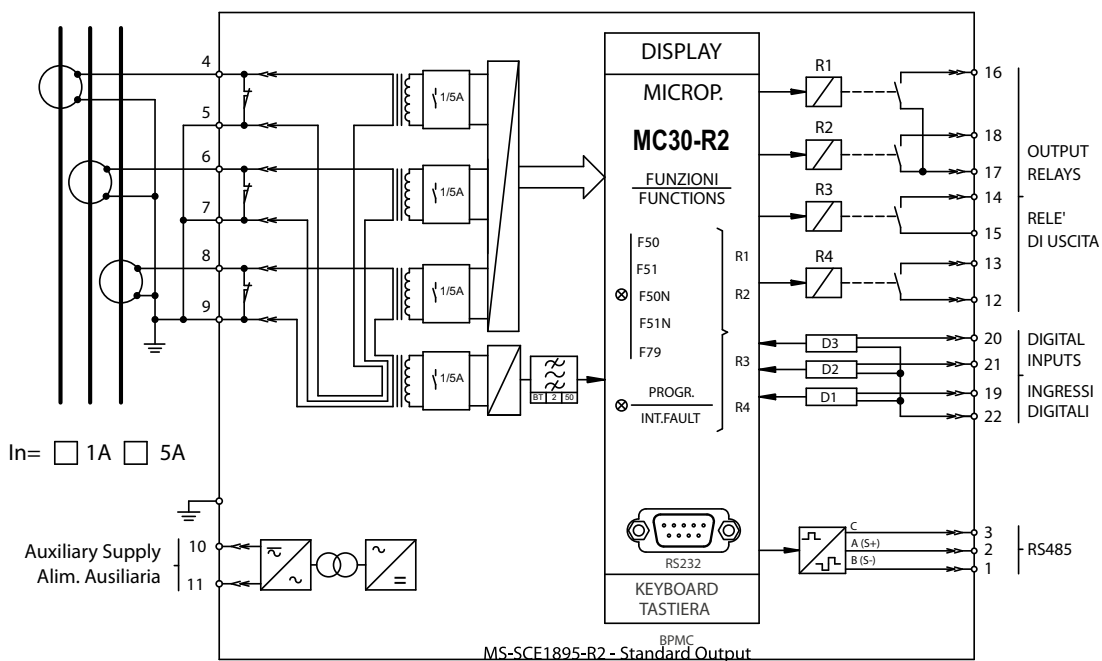 DISPLAY
MICROP.
MC30-R2
FUNZIONI
FUNCTIONS
F50
F51
F50N
F51N
F79
R1
R2
R3
R4
PROGR.
INT.FAULT
RS232
KEYBOARD
TASTIERA
BPMC
MS-SCE1895-R2 - Standard Output
4
5
6
7
8
9
1/5A
1/5A
1/5A
1/5A
BT 2 50
In= 1A 5A
Auxiliary Supply
Alim. Ausiliaria
10
11
R1
R2
R3
R4
16
18
17
14
15
13
12
OUTPUT
RELAYS
RELE'
DI USCITA
D3
D2
D1
20
21
19
22
DIGITAL
INPUTS
INGRESSI
DIGITALI
C
A (S+)
B (S-)
3
2
1
RS485